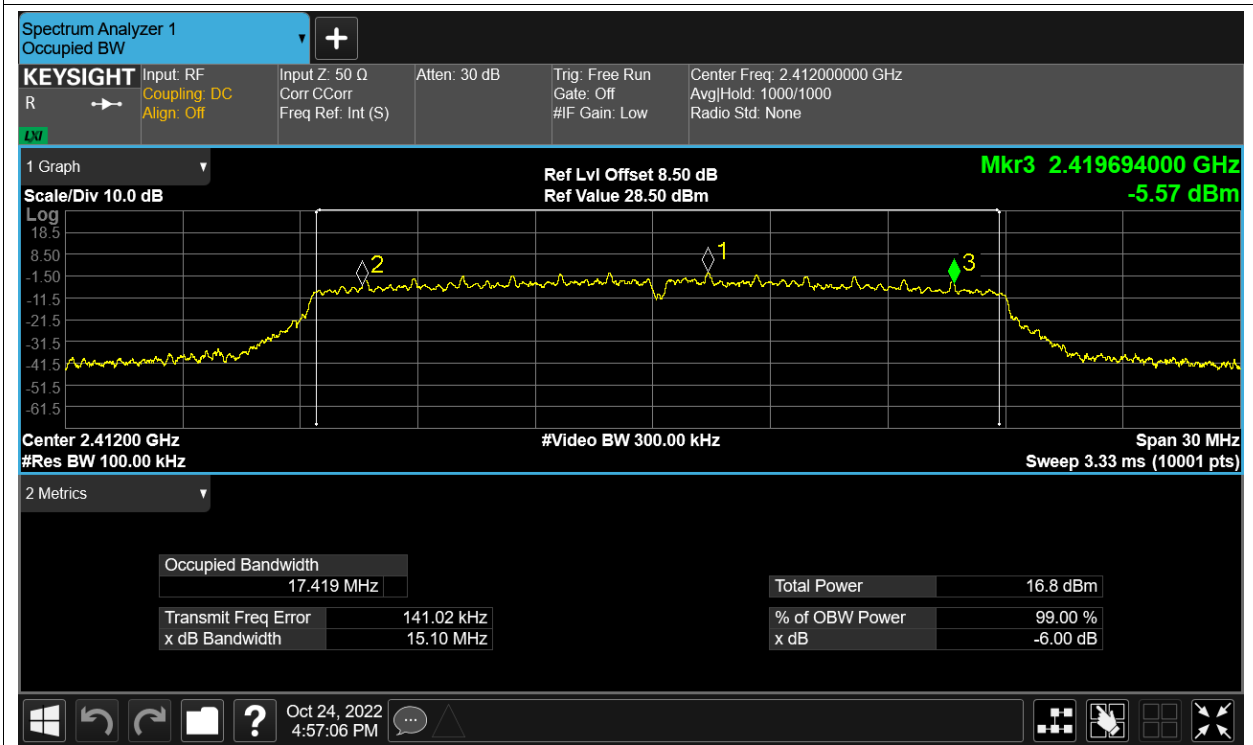 Spectrum Analyzer 1
Occupied BW
KEYSIGHT
R
LXI
Input: RF
Coupling: DC
Align: Off
Input Z: 50 Ω
Corr CCorr
Freq Ref: Int (S)
Atten: 30 dB
Trig: Free Run
Gate: Off
#IF Gain: Low
Center Freq: 2.412000000 GHz
Avg|Hold: 1000/1000
Radio Std: None
1 Graph
Scale/Div 10.0 dB
Ref Lvl Offset 8.50 dB
Ref Value 28.50 dBm
Mkr3 2.419694000 GHz
-5.57 dBm
Log
18.5
8.50
-1.50
-11.5
-21.5
-31.5
-41.5
-51.5
-61.5
2
1
3
Center 2.41200 GHz
#Res BW 100.00 kHz
#Video BW 300.00 kHz
Span 30 MHz
Sweep 3.33 ms (10001 pts)
2 Metrics
Occupied Bandwidth
17.419 MHz
Transmit Freq Error 141.02 kHz
x dB Bandwidth 15.10 MHz
Total Power 16.8 dBm
% of OBW Power 99.00 %
x dB -6.00 dB
?
Oct 24, 2022
4:57:06 PM